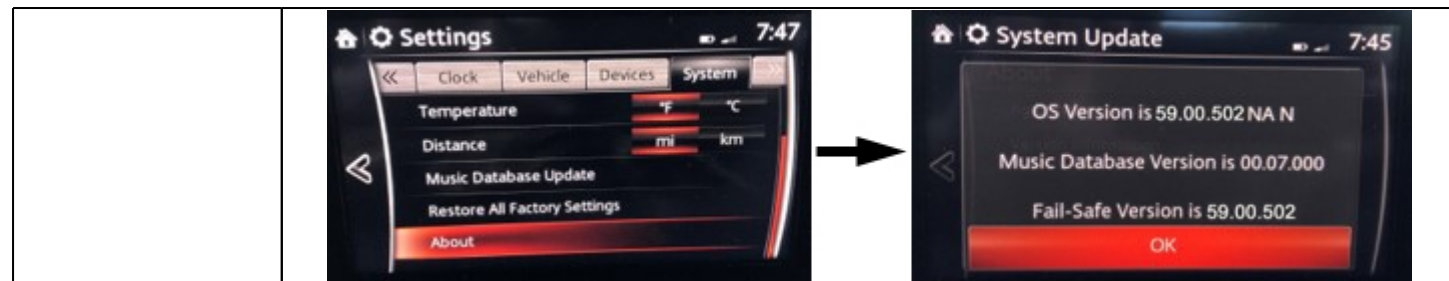 Settings 7:47
« Clock Vehicle Devices System »
Temperature °F °C
Distance mi km
Music Database Update
Restore All Factory Settings
About
System Update 7:45
OS Version is 59.00.502 NA N
Music Database Version is 00.07.000
Fail-Safe Version is 59.00.502
OK